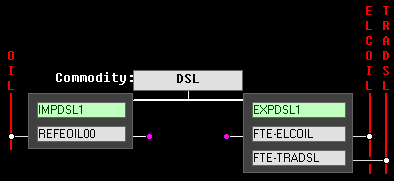 OIL
ELCOIL
TRADSL
Commodity: DSL
IMPDSL1
REFEOIL00
EXPDSL1
FTE-ELCOIL
FTE-TRADSL